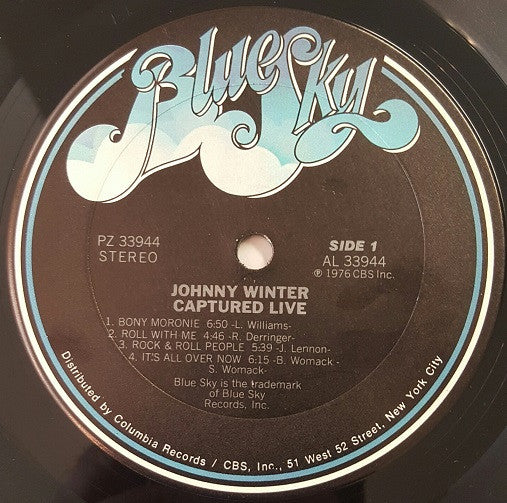 Blue Sky
PZ 33944
STEREO
SIDE 1
AL 33944
℗ 1976 CBS Inc.
JOHNNY WINTER
CAPTURED LIVE
1. BONY MORONIE 6:50 -L. Williams-
2. ROLL WITH ME 4:46 -R. Derringer-
3. ROCK & ROLL PEOPLE 5:39 -J. Lennon-
4. IT'S ALL OVER NOW 6:15 -B. Womack -
S. Womack-
Blue Sky is the trademark
of Blue Sky
Records, Inc.
Distributed by Columbia Records / CBS, Inc., 51 West 52 Street, New York City